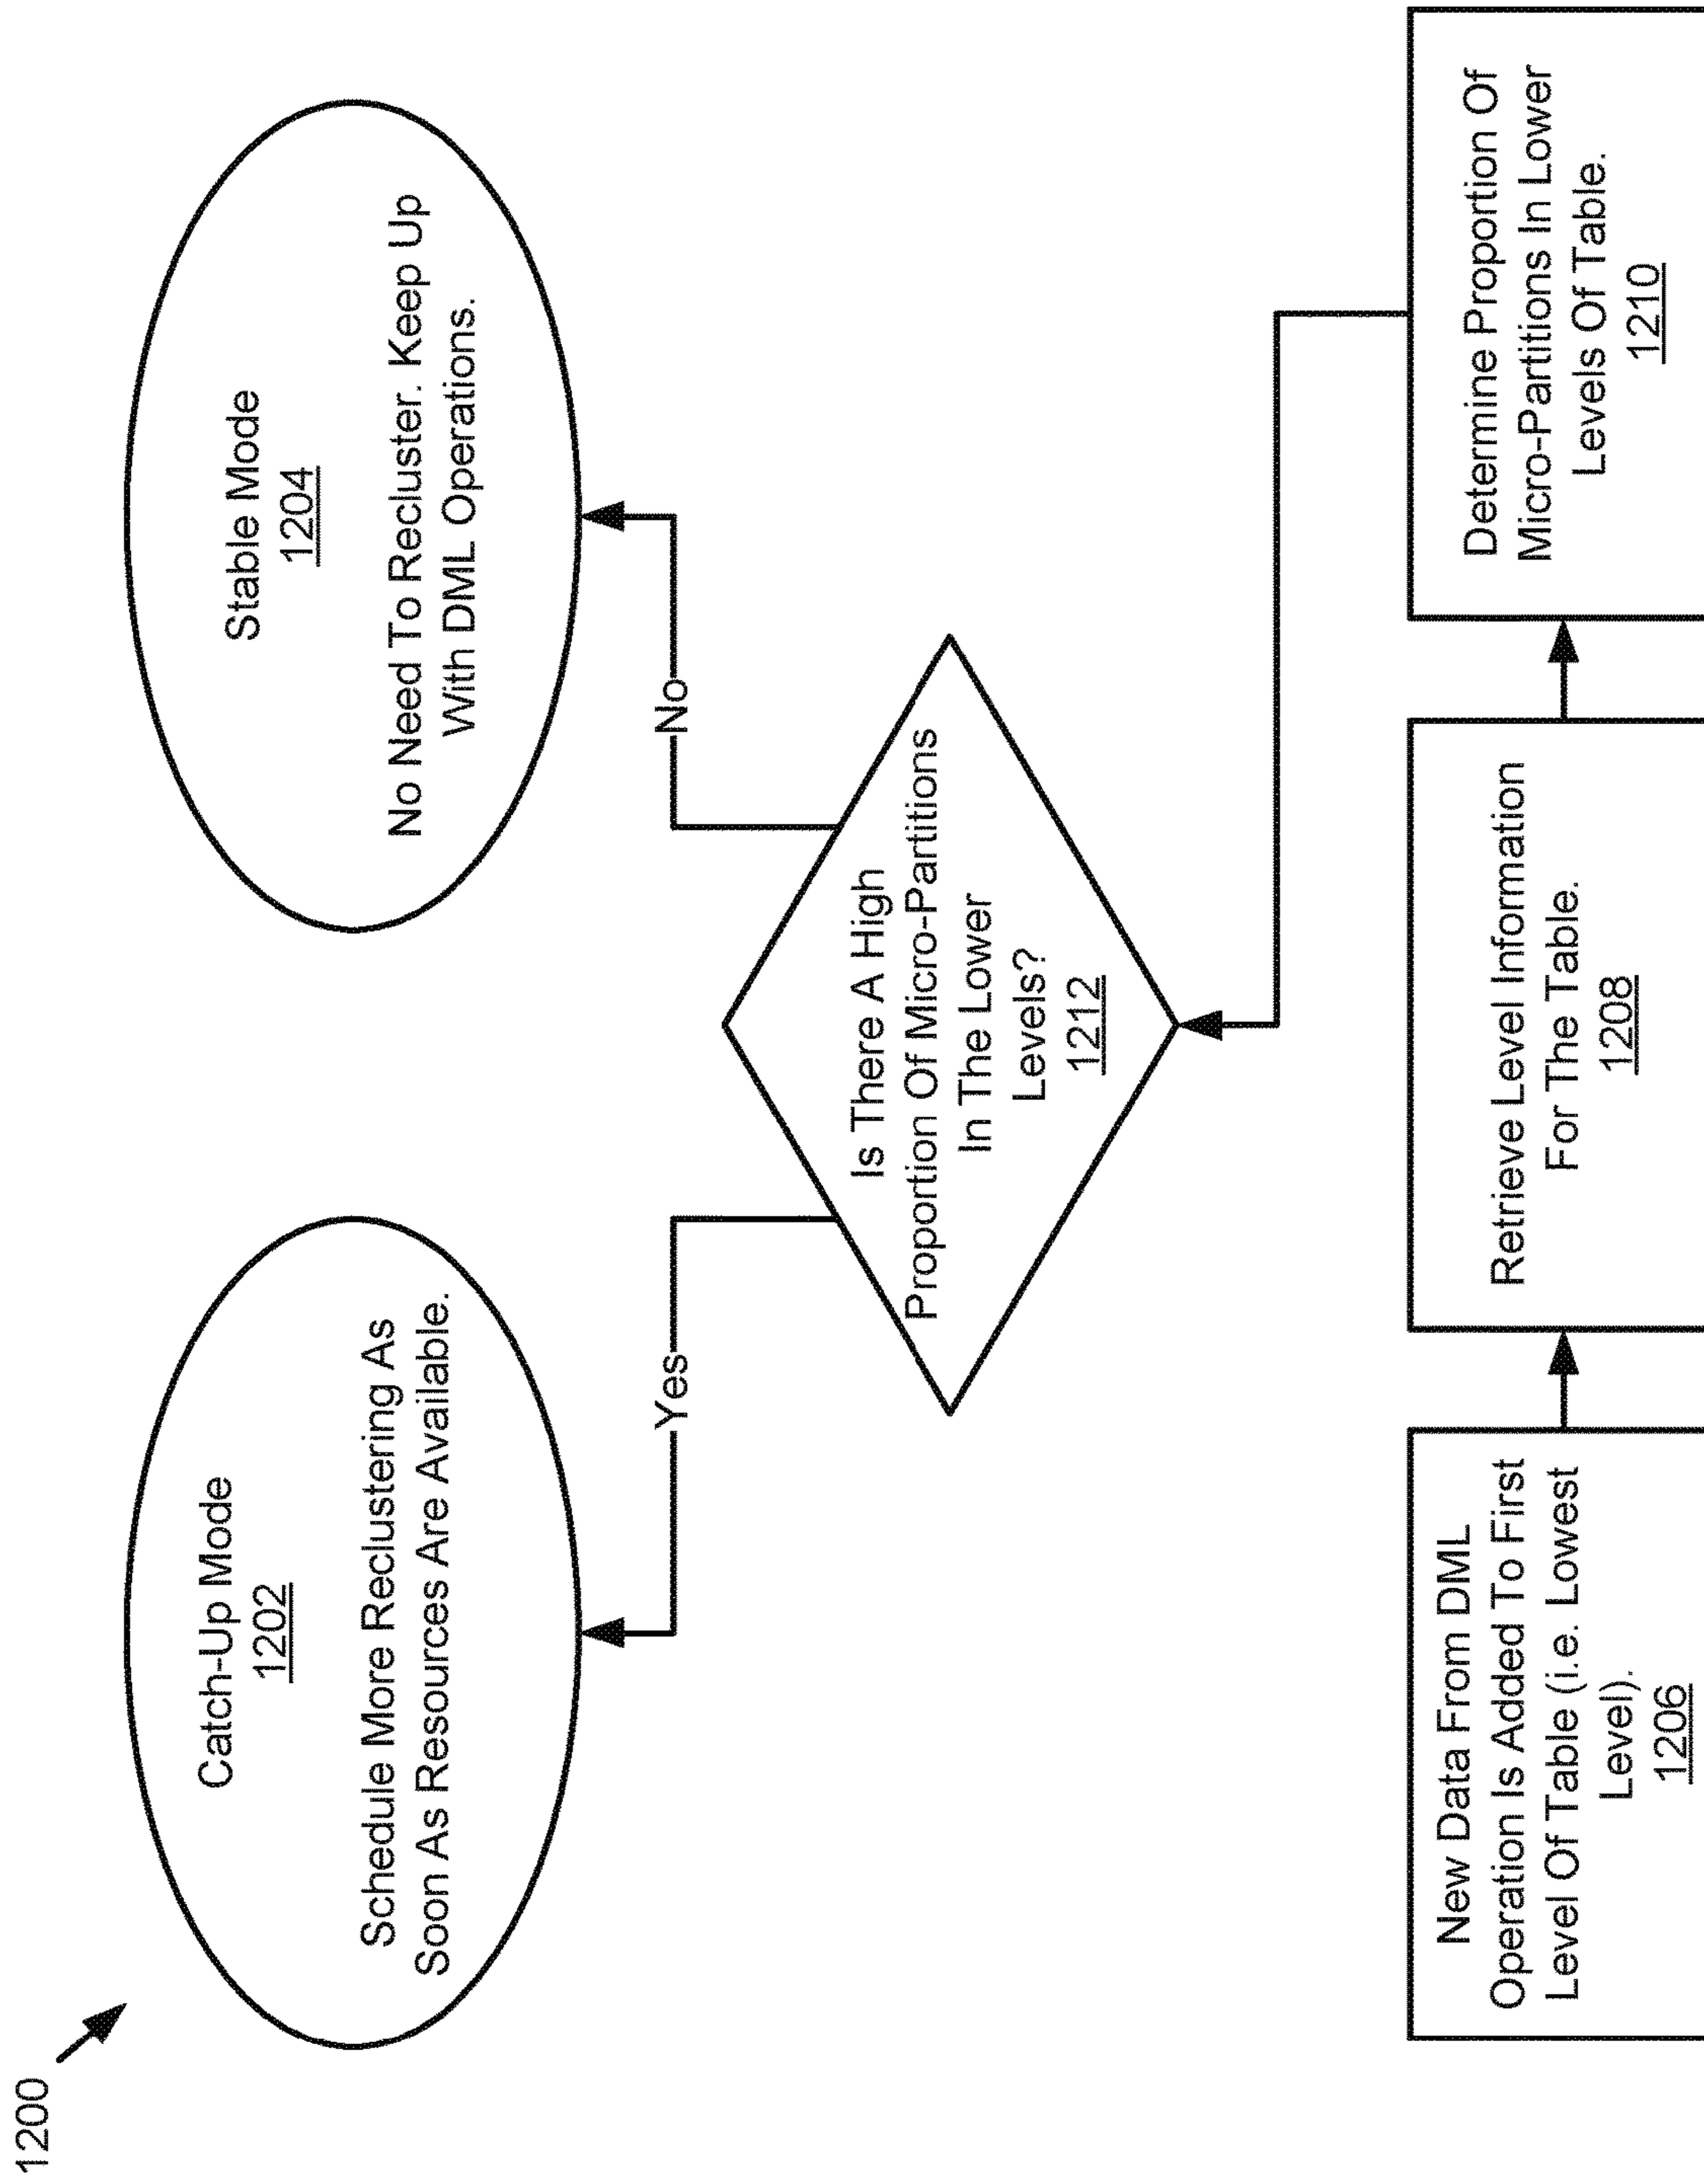 1200
Catch-Up Mode
1202
Schedule More Reclustering As
Soon As Resources Are Available.
Stable Mode
1204
No Need To Recluster. Keep Up
With DML Operations.
Yes
No
Is There A High
Proportion Of Micro-Partitions
In The Lower
Levels?
1212
New Data From DML
Operation Is Added To First
Level Of Table (i.e. Lowest
Level).
1206
Retrieve Level Information
For The Table.
1208
Determine Proportion Of
Micro-Partitions In Lower
Levels Of Table.
1210